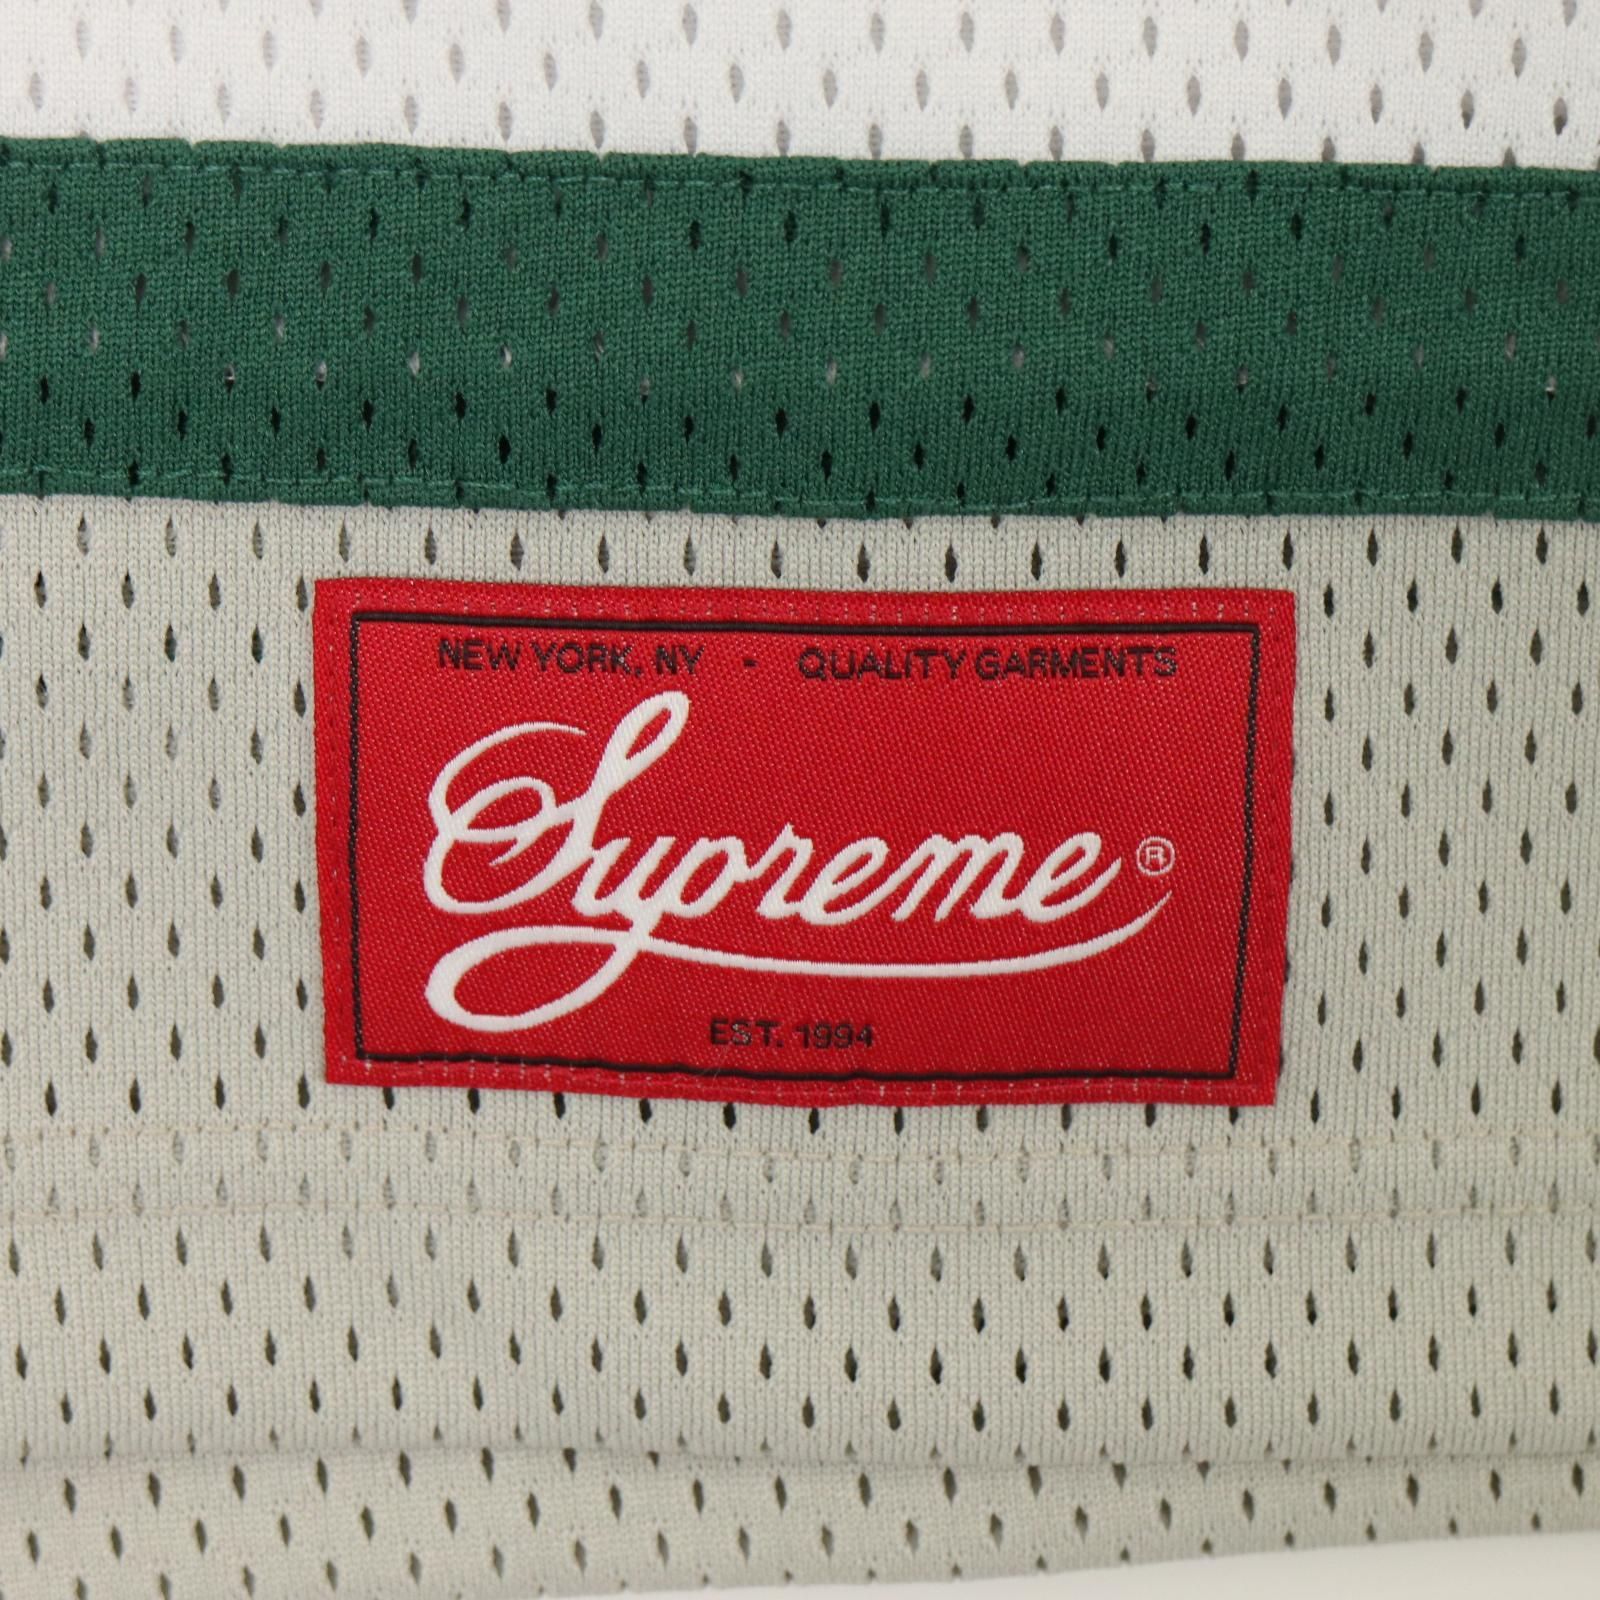 NEW YORK, NY - QUALITY GARMENTS
Supreme ®
EST. 1994